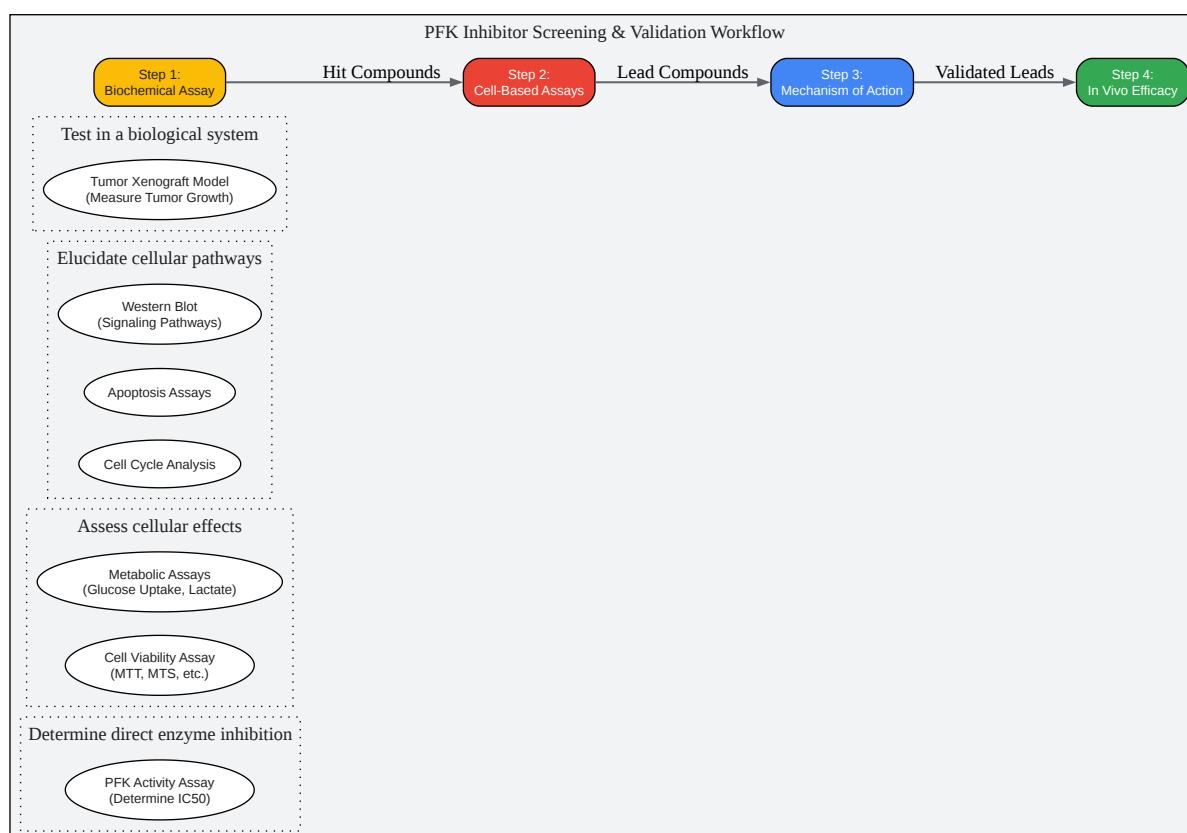 PFK Inhibitor Screening & Validation Workflow
Step 1:
Biochemical Assay
Hit Compounds
Step 2:
Cell-Based Assays
Lead Compounds
Step 3:
Mechanism of Action
Validated Leads
Step 4:
In Vivo Efficacy
Test in a biological system
Tumor Xenograft Model
(Measure Tumor Growth)
Elucidate cellular pathways
Western Blot
(Signaling Pathways)
Apoptosis Assays
Cell Cycle Analysis
Assess cellular effects
Metabolic Assays
(Glucose Uptake, Lactate)
Cell Viability Assay
(MTT, MTS, etc.)
Determine direct enzyme inhibition
PFK Activity Assay
(Determine IC50)